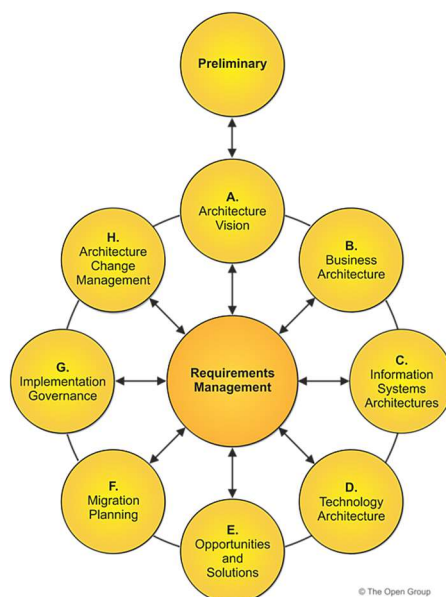 Preliminary
A.
Architecture
Vision
B.
Business
Architecture
C.
Information
Systems
Architectures
D.
Technology
Architecture
E.
Opportunities
and
Solutions
F.
Migration
Planning
G.
Implementation
Governance
H.
Architecture
Change
Management
Requirements
Management
© The Open Group